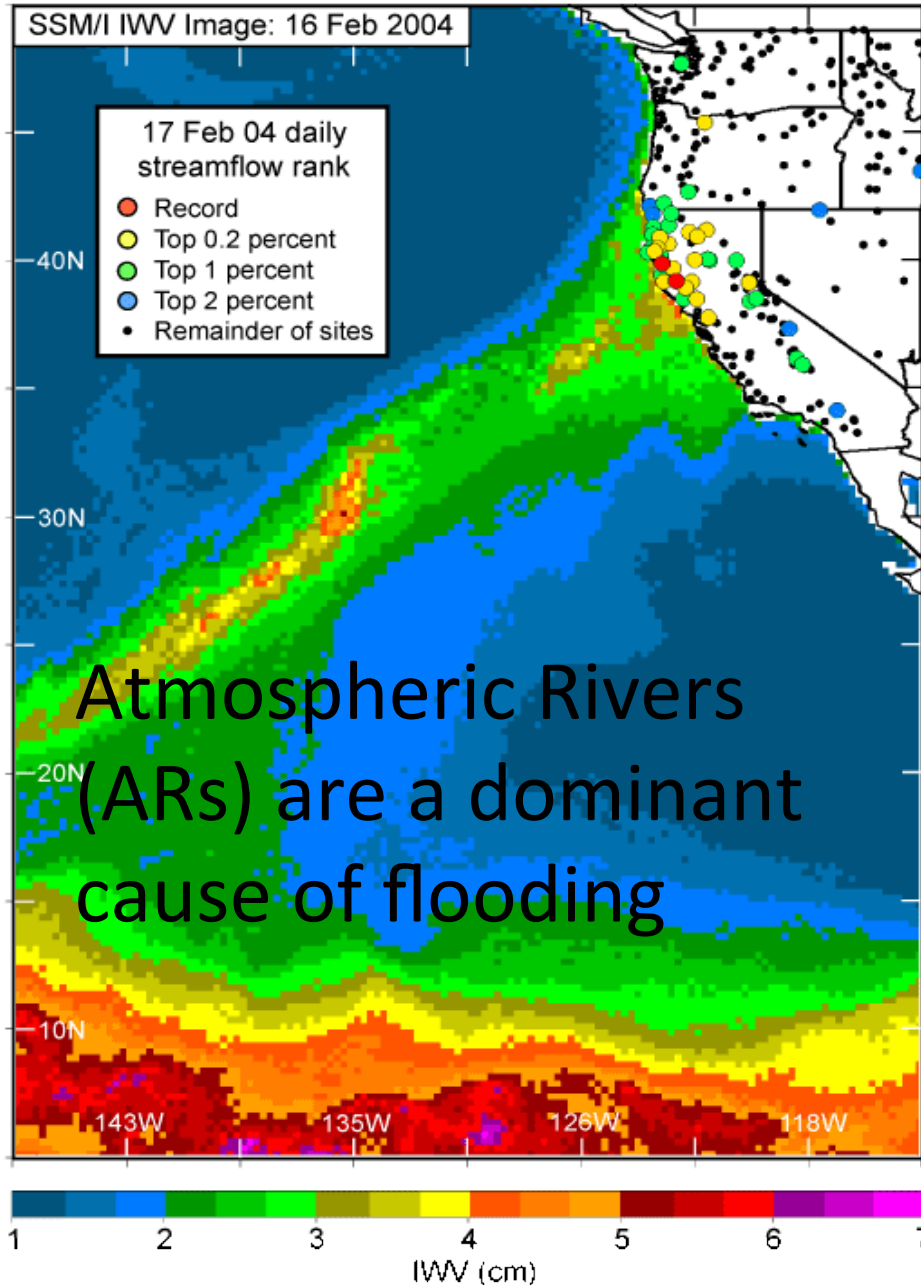 SSM/I IWV Image: 16 Feb 2004
17 Feb 04 daily
streamflow rank
Record
Top 0.2 percent
Top 1 percent
Top 2 percent
Remainder of sites
40N
30N
Atmospheric Rivers
20N
(ARs) are a dominant
cause of flooding
10N
143W 135W 126W 118W
1 2 3 4 5 6 7
IWV (cm)